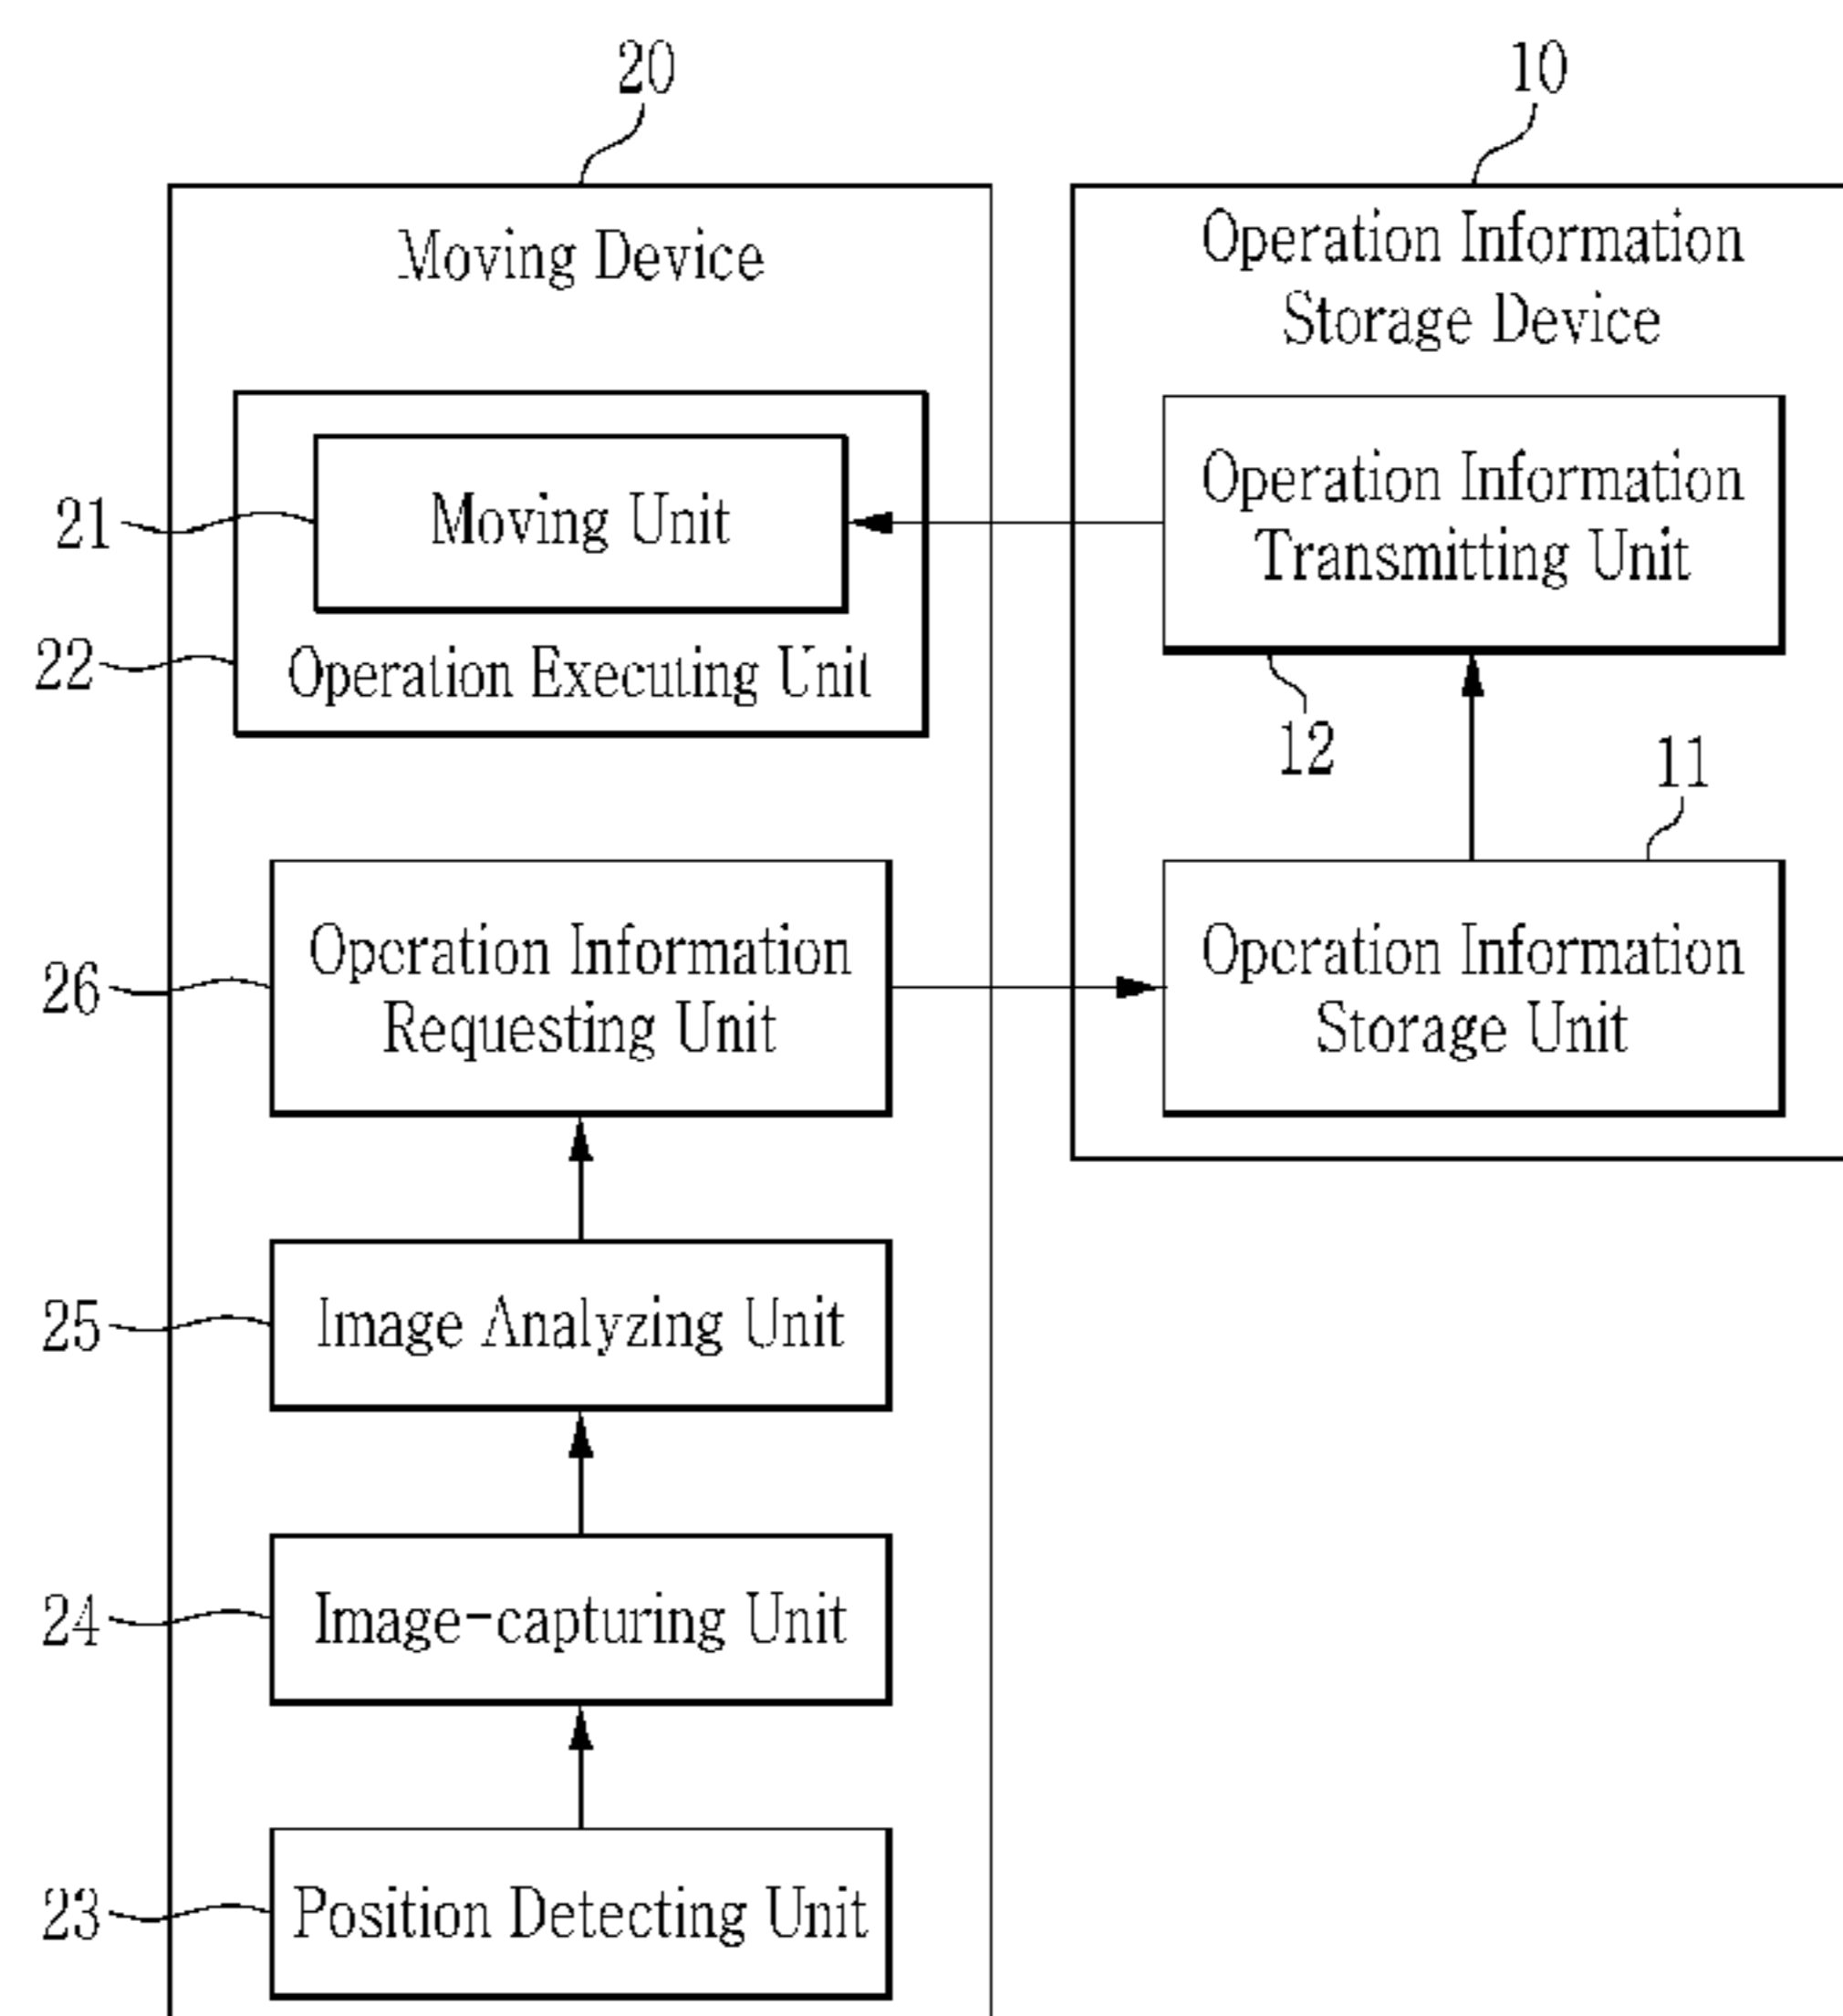 20
10
Moving Device
Operation Information
Storage Device
21
Moving Unit
Operation Information
Transmitting Unit
22
Operation Executing Unit
12
11
26
Operation Information
Requesting Unit
Operation Information
Storage Unit
25
Image Analyzing Unit
24
Image-capturing Unit
23
Position Detecting Unit